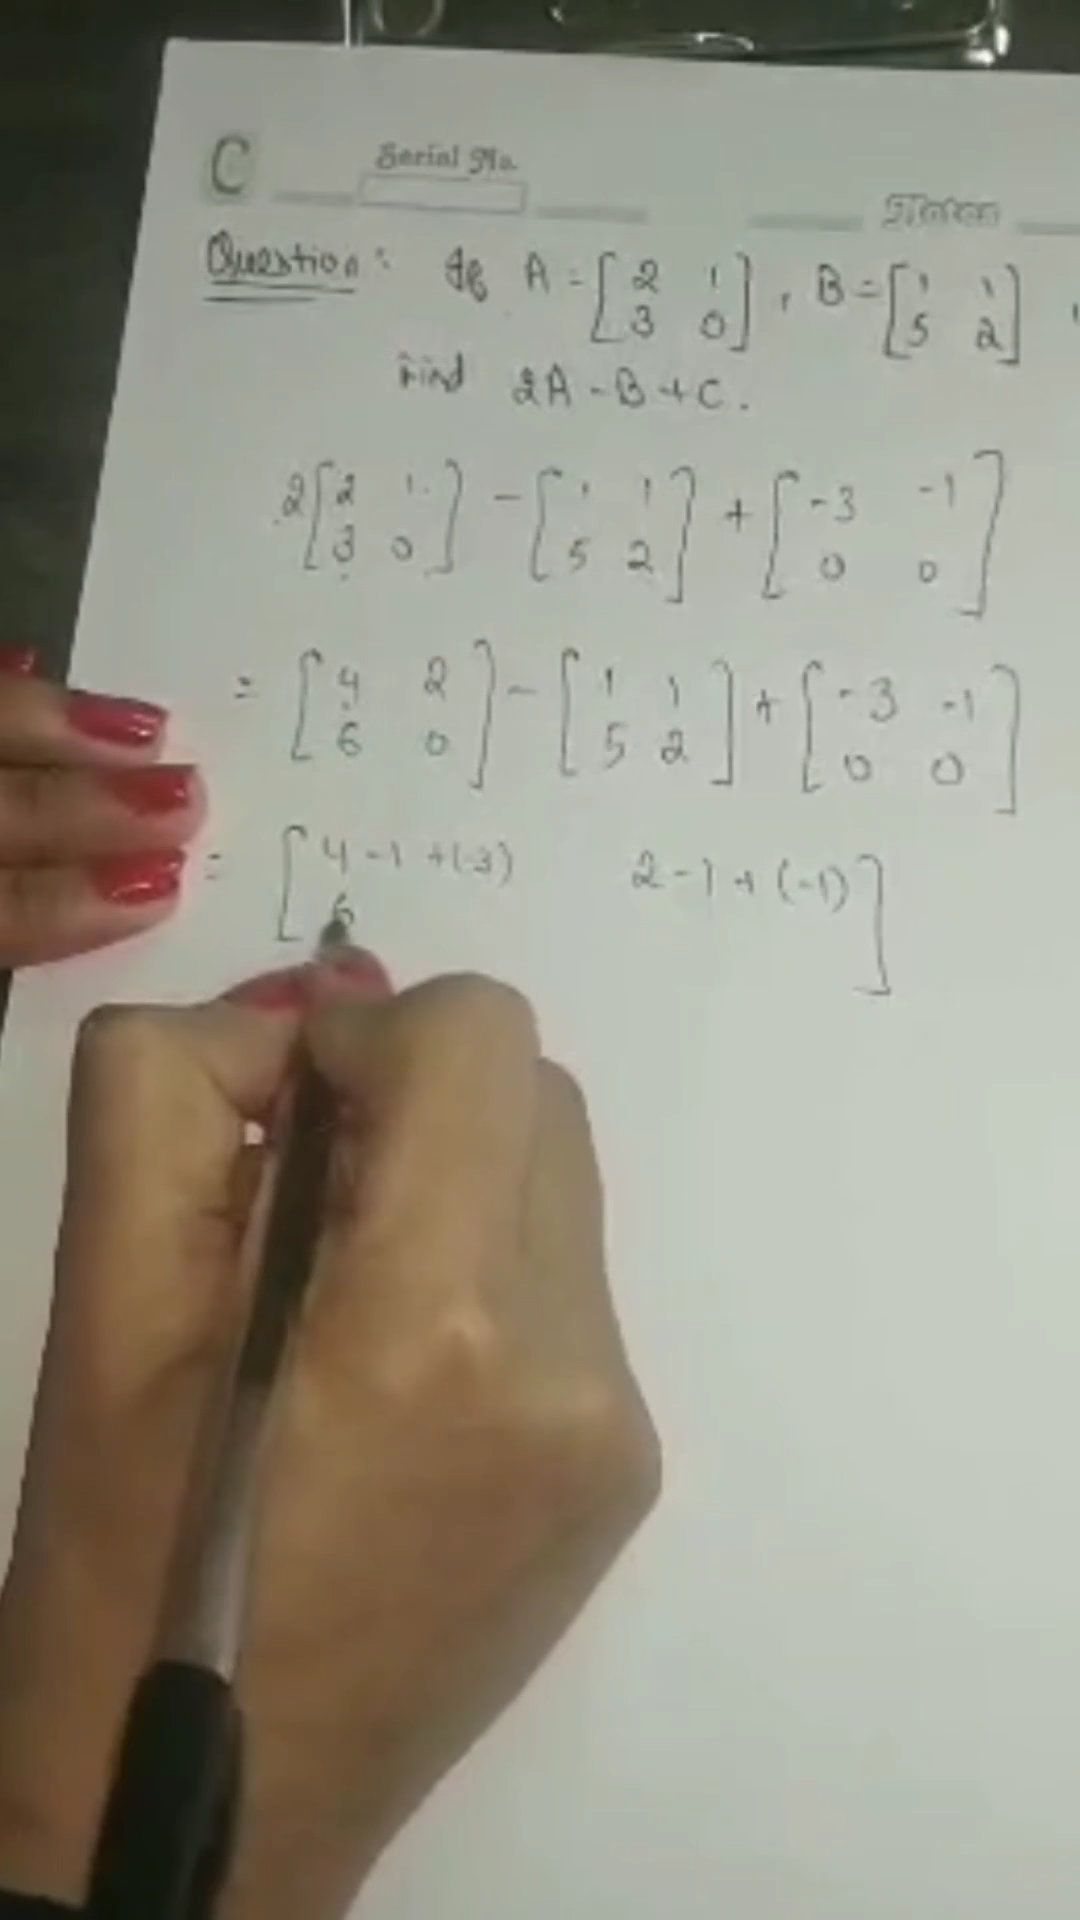 C Serial No. Notes
Question: If A = [2 1] , B = [1 1] ,
[3 0] [5 2]
Find 2A - B + C.
2[2 1] - [1 1] + [-3 -1]
[3 0] [5 2] [0 0]
= [4 2] - [1 1] + [-3 -1]
[6 0] [5 2] [0 0]
= [4 - 1 + (-3) 2 - 1 + (-1)]
[6 ]